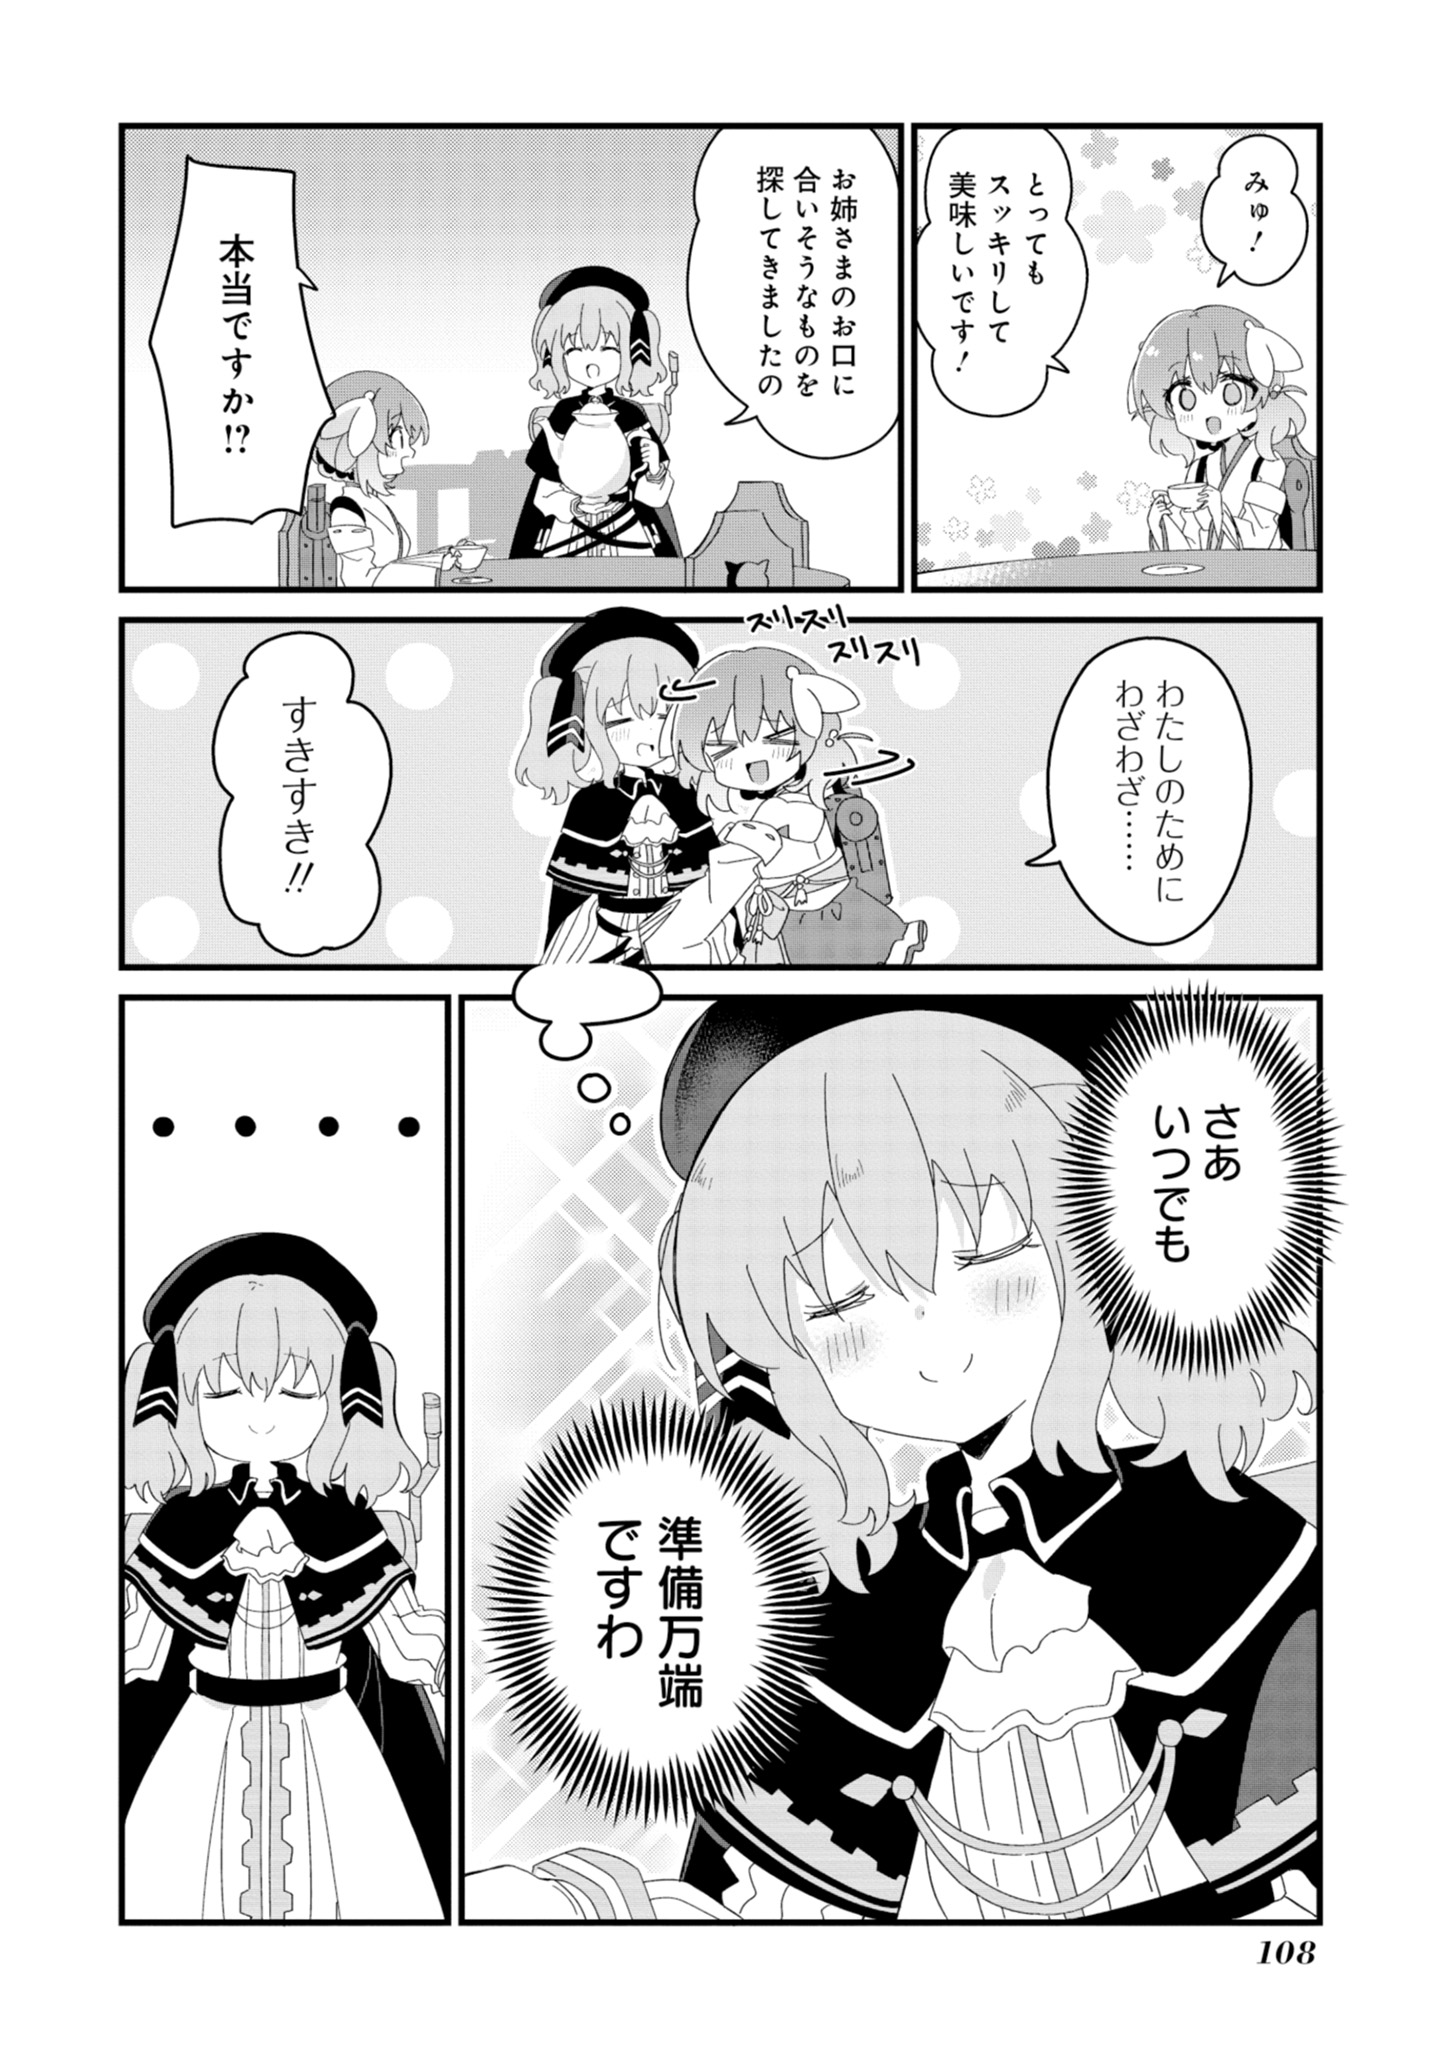 みゅ！
とっても
スッキリして
美味しいです！
お姉さまのお口に
合いそうなものを
探してきましたの
本当ですか!?
わたしのために
わざわざ……
ズリズリ
スリスリ
すきすき!!
さあ
いつでも
準備万端
ですわ
・・・・
108